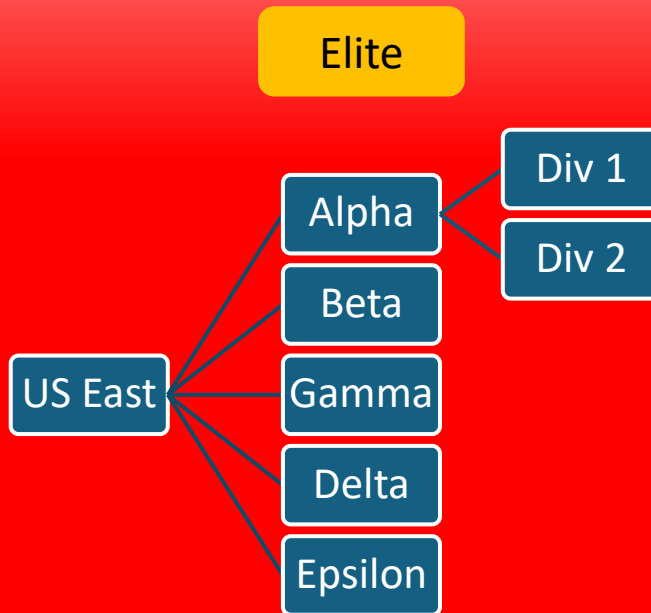 Elite
US East
Alpha
Div 1
Div 2
Beta
Gamma
Delta
Epsilon